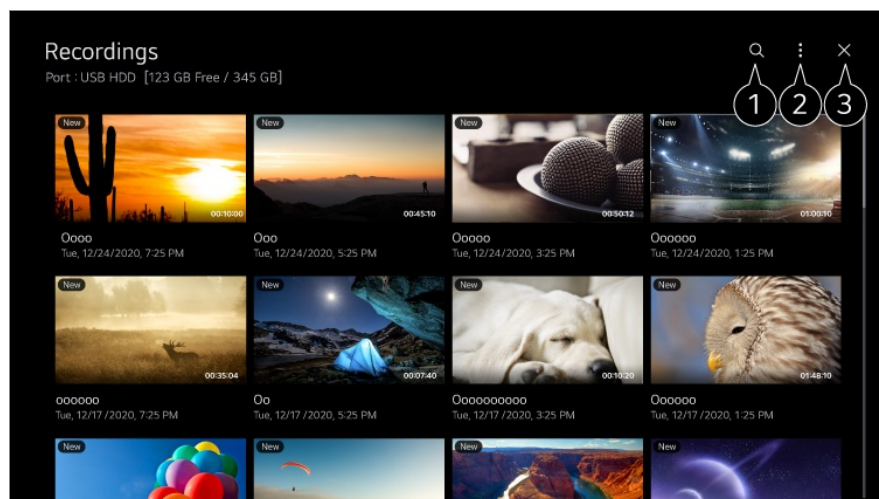 Recordings
Port : USB HDD [123 GB Free / 345 GB]
1 2 3
New New New New
00:10:00 00:45:10 00:50:12 01:00:10
Oooo Ooo Ooooo Oooooo
Tue, 12/24/2020, 7:25 PM Tue, 12/24/2020, 5:25 PM Tue, 12/24/2020, 3:25 PM Tue, 12/24/2020, 1:25 PM
New New New New
00:35:04 00:07:40 00:10:20 01:48:10
oooooo Oo Oooooooooo Oooooo
Tue, 12/17/2020, 7:25 PM Tue, 12/17/2020, 5:25 PM Tue, 12/17/2020, 3:25 PM Tue, 12/17/2020, 1:25 PM
New New New New